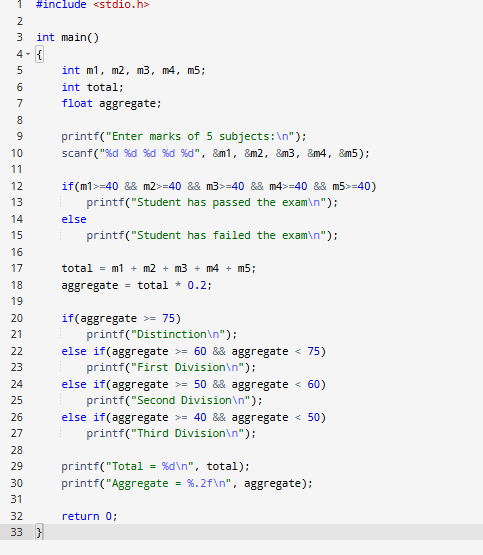 1 #include <stdio.h>
2
3 int main()
4 {
5 int m1, m2, m3, m4, m5;
6 int total;
7 float aggregate;
8
9 printf("Enter marks of 5 subjects:\n");
10 scanf("%d %d %d %d %d", &m1, &m2, &m3, &m4, &m5);
11
12 if(m1>=40 && m2>=40 && m3>=40 && m4>=40 && m5>=40)
13 printf("Student has passed the exam\n");
14 else
15 printf("Student has failed the exam\n");
16
17 total = m1 + m2 + m3 + m4 + m5;
18 aggregate = total * 0.2;
19
20 if(aggregate >= 75)
21 printf("Distinction\n");
22 else if(aggregate >= 60 && aggregate < 75)
23 printf("First Division\n");
24 else if(aggregate >= 50 && aggregate < 60)
25 printf("Second Division\n");
26 else if(aggregate >= 40 && aggregate < 50)
27 printf("Third Division\n");
28
29 printf("Total = %d\n", total);
30 printf("Aggregate = %.2f\n", aggregate);
31
32 return 0;
33 }